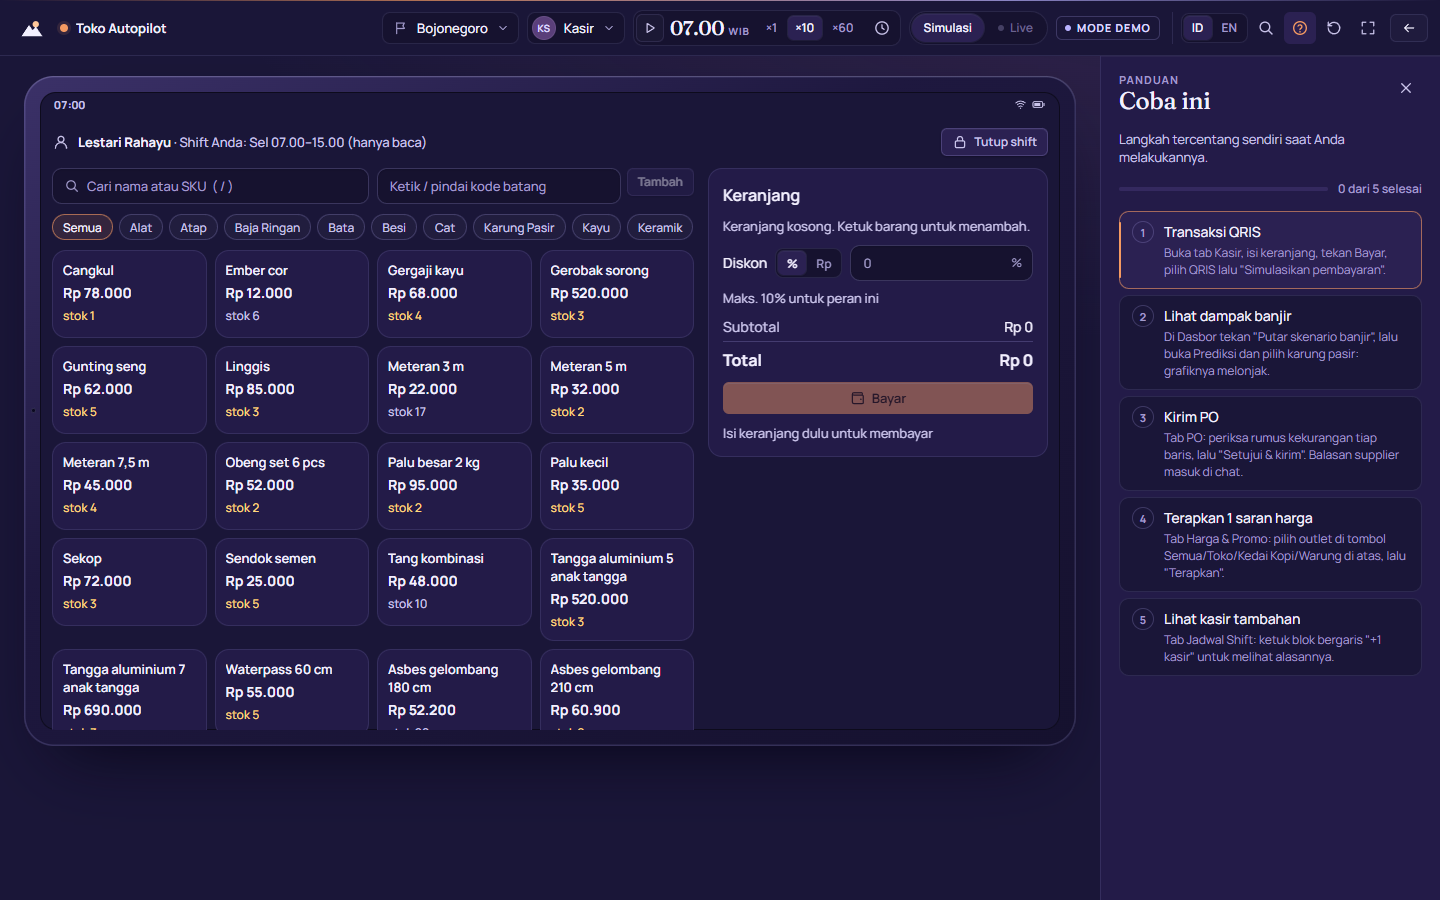 Toko Autopilot
Bojonegoro
KS Kasir
07.00 WIB
×1 ×10 ×60
Simulasi Live
MODE DEMO
ID EN
07:00
Lestari Rahayu · Shift Anda: Sel 07.00–15.00 (hanya baca)
Tutup shift
Cari nama atau SKU ( / )
Ketik / pindai kode batang
Tambah
Semua Alat Atap Baja Ringan Bata Besi Cat Karung Pasir Kayu Keramik
Cangkul
Rp 78.000
stok 1
Ember cor
Rp 12.000
stok 6
Gergaji kayu
Rp 68.000
stok 4
Gerobak sorong
Rp 520.000
stok 3
Gunting seng
Rp 62.000
stok 5
Linggis
Rp 85.000
stok 3
Meteran 3 m
Rp 22.000
stok 17
Meteran 5 m
Rp 32.000
stok 2
Meteran 7,5 m
Rp 45.000
stok 4
Obeng set 6 pcs
Rp 52.000
stok 2
Palu besar 2 kg
Rp 95.000
stok 2
Palu kecil
Rp 35.000
stok 5
Sekop
Rp 72.000
stok 3
Sendok semen
Rp 25.000
stok 5
Tang kombinasi
Rp 48.000
stok 10
Tangga aluminium 5
anak tangga
Rp 520.000
stok 3
Tangga aluminium 7
anak tangga
Rp 690.000
Waterpass 60 cm
Rp 55.000
stok 5
Asbes gelombang
180 cm
Rp 52.200
Asbes gelombang
210 cm
Rp 60.900
Keranjang
Keranjang kosong. Ketuk barang untuk menambah.
Diskon % Rp 0 %
Maks. 10% untuk peran ini
Subtotal Rp 0
Total Rp 0
Bayar
Isi keranjang dulu untuk membayar
PANDUAN
Coba ini
Langkah tercentang sendiri saat Anda
melakukannya.
0 dari 5 selesai
1 Transaksi QRIS
Buka tab Kasir, isi keranjang, tekan Bayar,
pilih QRIS lalu "Simulasikan pembayaran".
2 Lihat dampak banjir
Di Dasbor tekan "Putar skenario banjir", lalu
buka Prediksi dan pilih karung pasir:
grafiknya melonjak.
3 Kirim PO
Tab PO: periksa rumus kekurangan tiap
baris, lalu "Setujui & kirim". Balasan supplier
masuk di chat.
4 Terapkan 1 saran harga
Tab Harga & Promo: pilih outlet di tombol
Semua/Toko/Kedai Kopi/Warung di atas, lalu
"Terapkan".
5 Lihat kasir tambahan
Tab Jadwal Shift: ketuk blok bergaris "+1
kasir" untuk melihat alasannya.